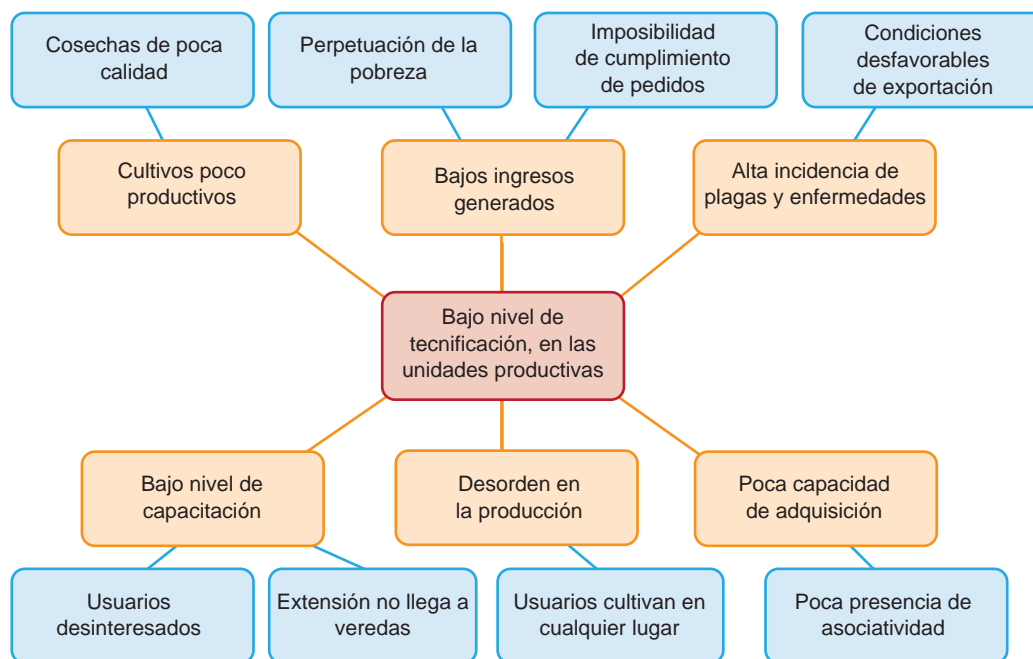 Cosechas de poca
calidad
Perpetuación de la
pobreza
Imposibilidad
de cumplimiento
de pedidos
Condiciones
desfavorables
de exportación
Cultivos poco
productivos
Bajos ingresos
generados
Alta incidencia de
plagas y enfermedades
Bajo nivel de
tecnificación, en las
unidades productivas
Bajo nivel de
capacitación
Desorden en
la producción
Poca capacidad
de adquisición
Usuarios
desinteresados
Extensión no llega a
veredas
Usuarios cultivan en
cualquier lugar
Poca presencia de
asociatividad